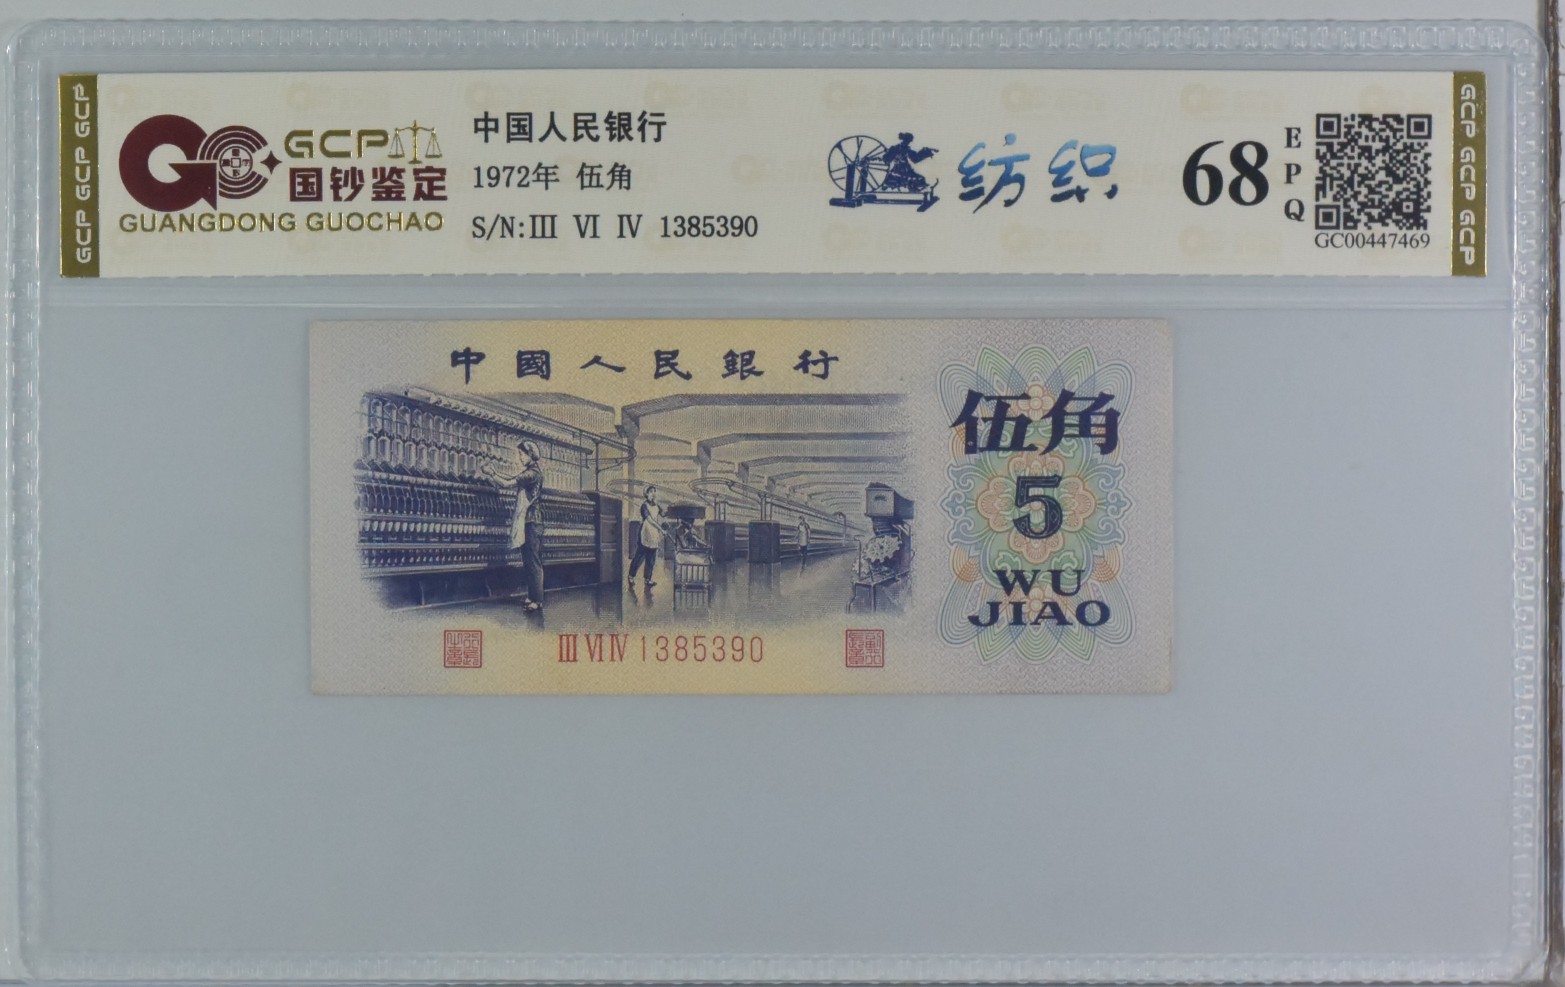 GCP GCP GCP
GCP
国钞鉴定
GUANGDONG GUOCHAO
中国人民银行
1972年 伍角
S/N:III VI IV 1385390
纺织
68
EPQ
GC00447469
GCP GCP GCP
中國人民銀行
伍角
5
WU
JIAO
III VI IV 1385390